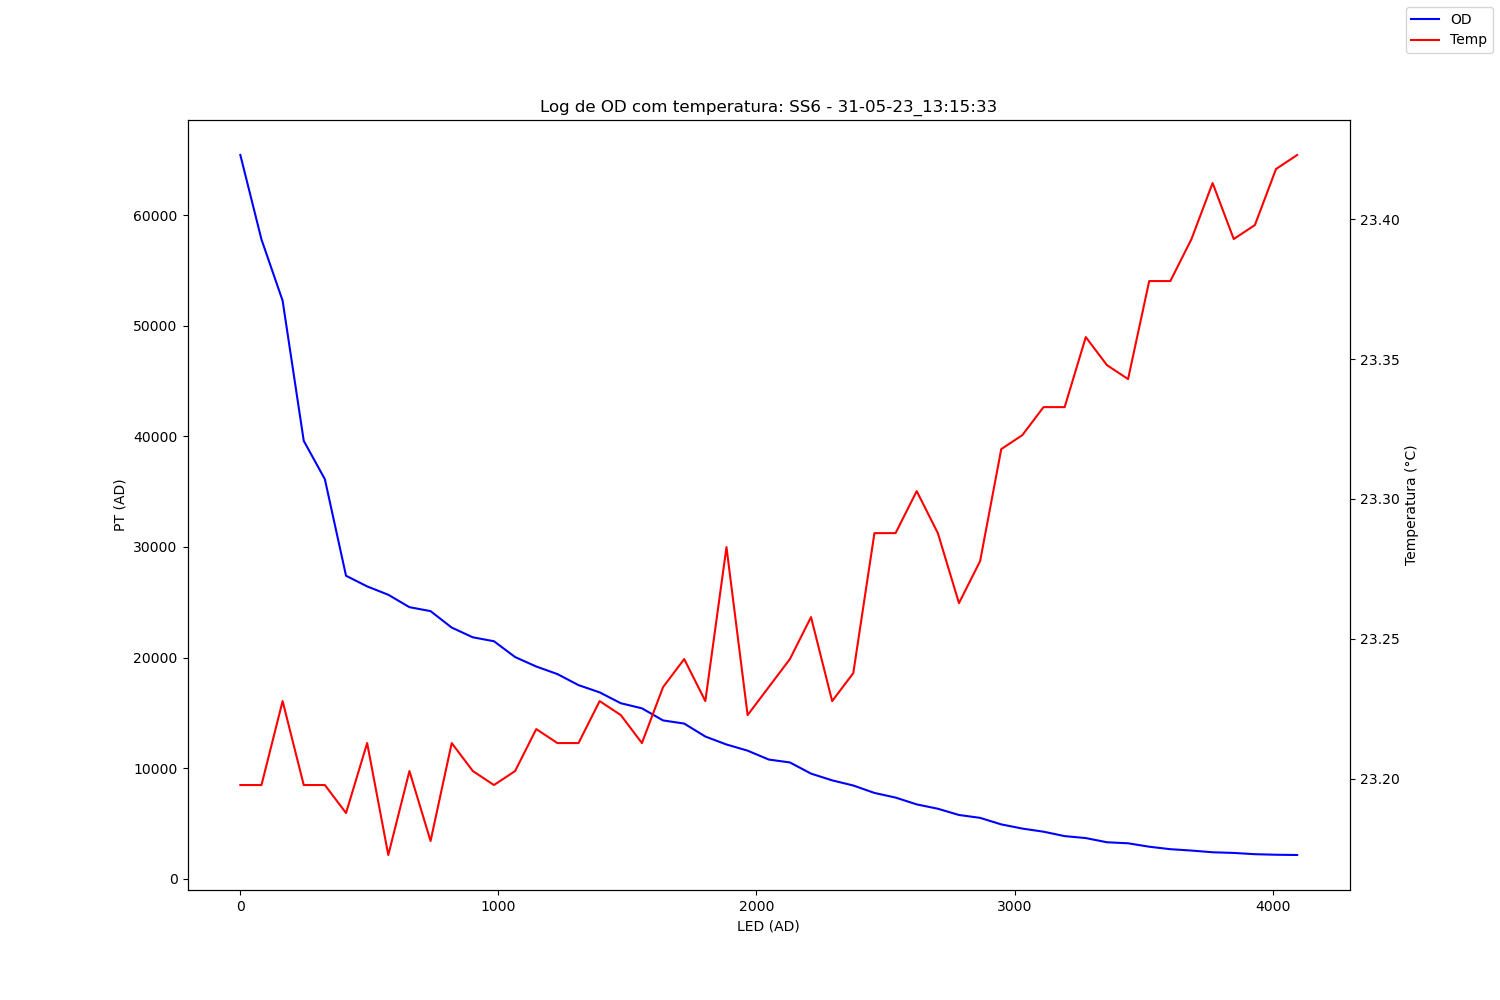 OD
Temp
Log de OD com temperatura: SS6 - 31-05-23_13:15:33
PT (AD)
60000
50000
40000
30000
20000
10000
0
0
1000
2000
3000
4000
LED (AD)
23.40
23.35
23.30
23.25
23.20
Temperatura (°C)